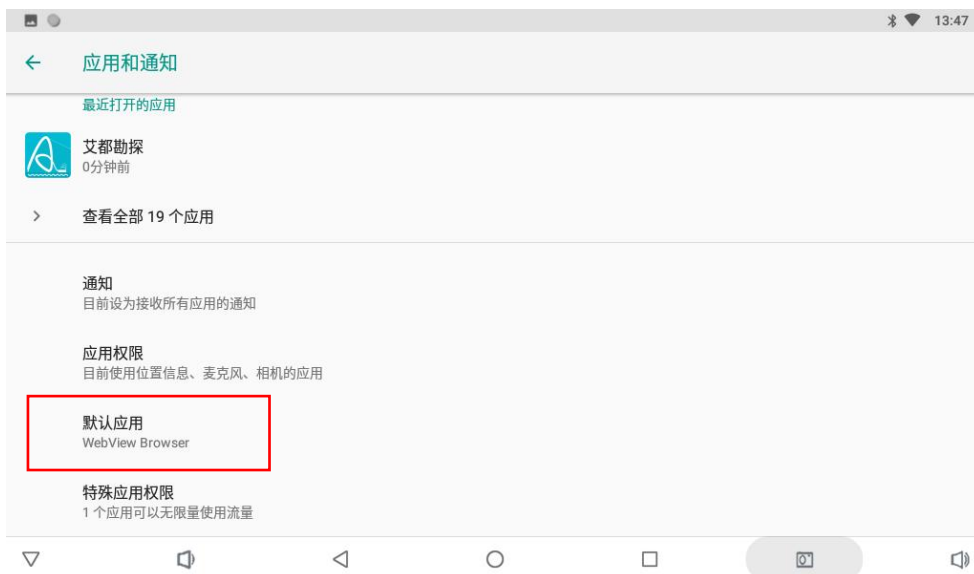 13:47
应用和通知
最近打开的应用
艾都勘探
0分钟前
查看全部 19 个应用
通知
目前设为接收所有应用的通知
应用权限
目前使用位置信息、麦克风、相机的应用
默认应用
WebView Browser
特殊应用权限
1 个应用可以无限量使用流量